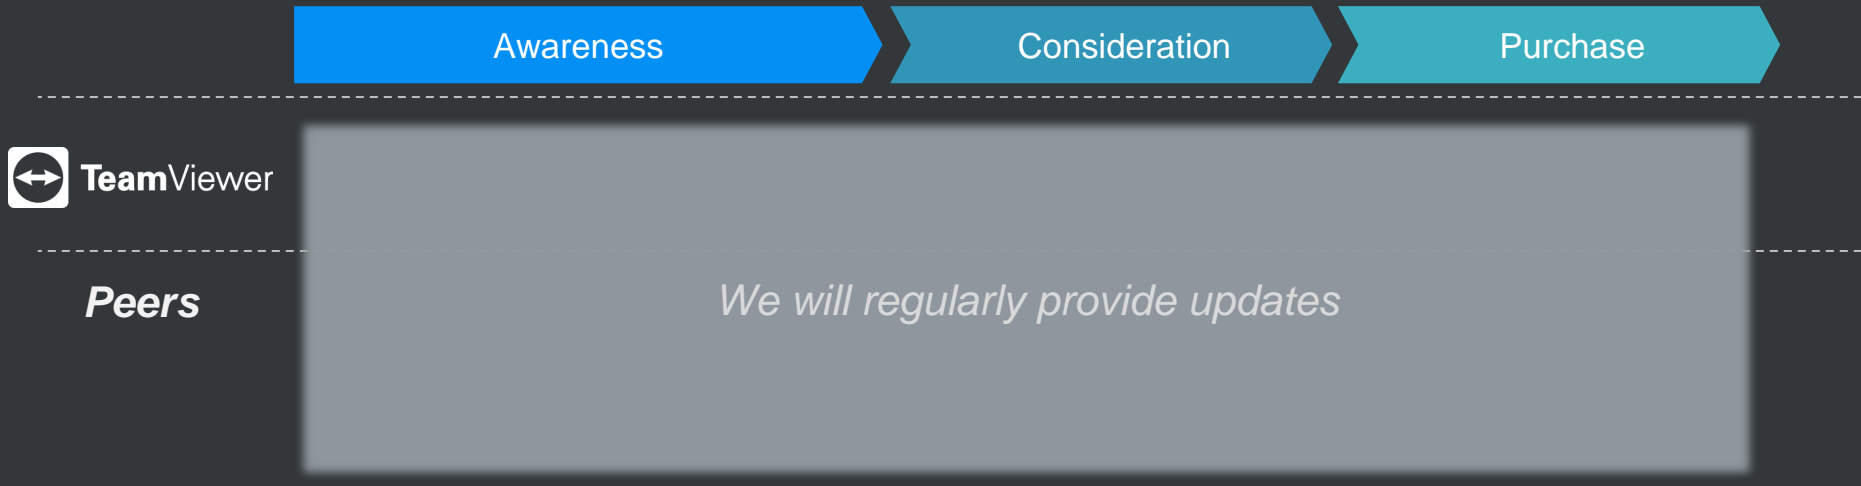 Awareness
Consideration
Purchase
TeamViewer
Peers
We will regularly provide updates